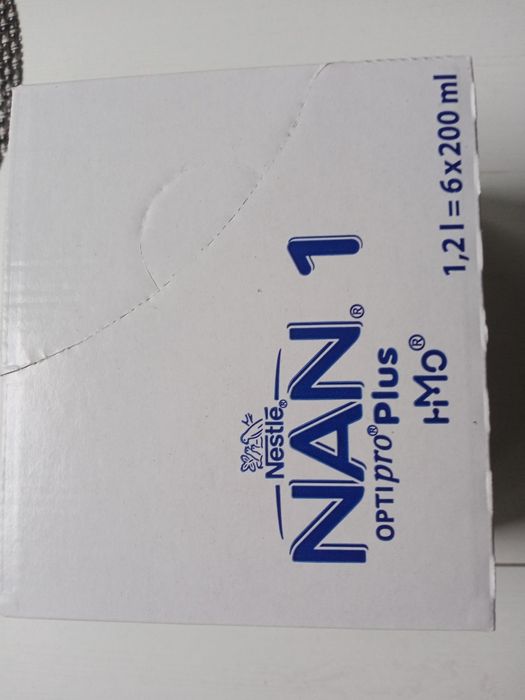 Nestlé®
NAN® 1
OPTIpro® Plus
HMO®
1,2 l = 6 x 200 ml